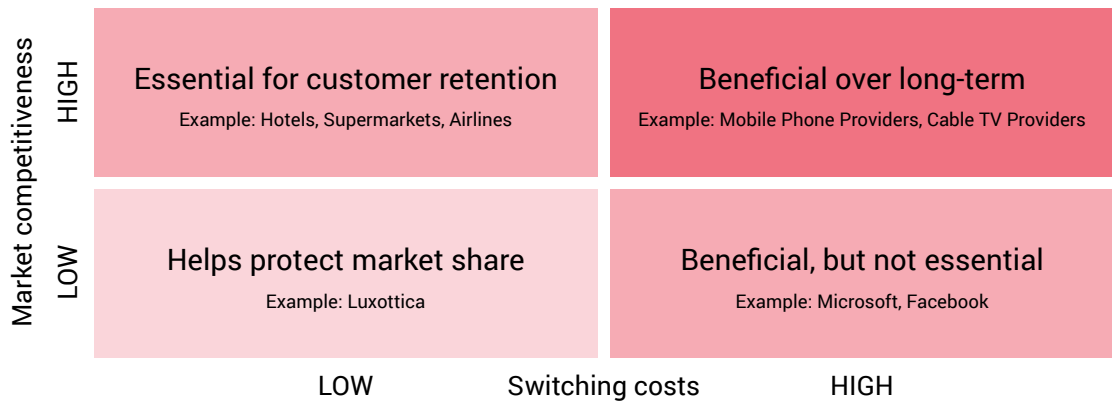 Market competitiveness
HIGH
Essential for customer retention
Example: Hotels, Supermarkets, Airlines
Beneficial over long-term
Example: Mobile Phone Providers, Cable TV Providers
LOW
Helps protect market share
Example: Luxottica
Beneficial, but not essential
Example: Microsoft, Facebook
LOW
Switching costs
HIGH